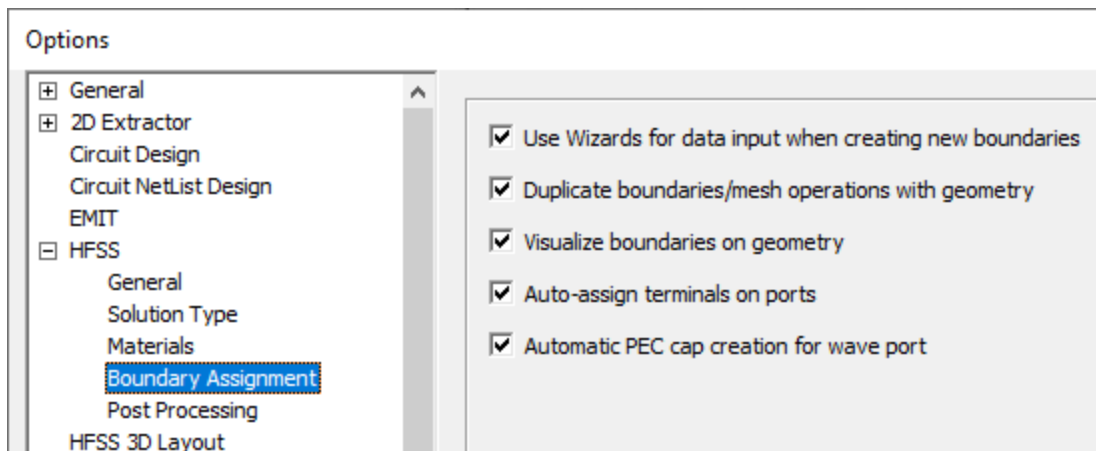 Options
General
2D Extractor
Circuit Design
Circuit NetList Design
EMIT
HFSS
General
Solution Type
Materials
Boundary Assignment
Post Processing
HFSS 3D Layout
Use Wizards for data input when creating new boundaries
Duplicate boundaries/mesh operations with geometry
Visualize boundaries on geometry
Auto-assign terminals on ports
Automatic PEC cap creation for wave port